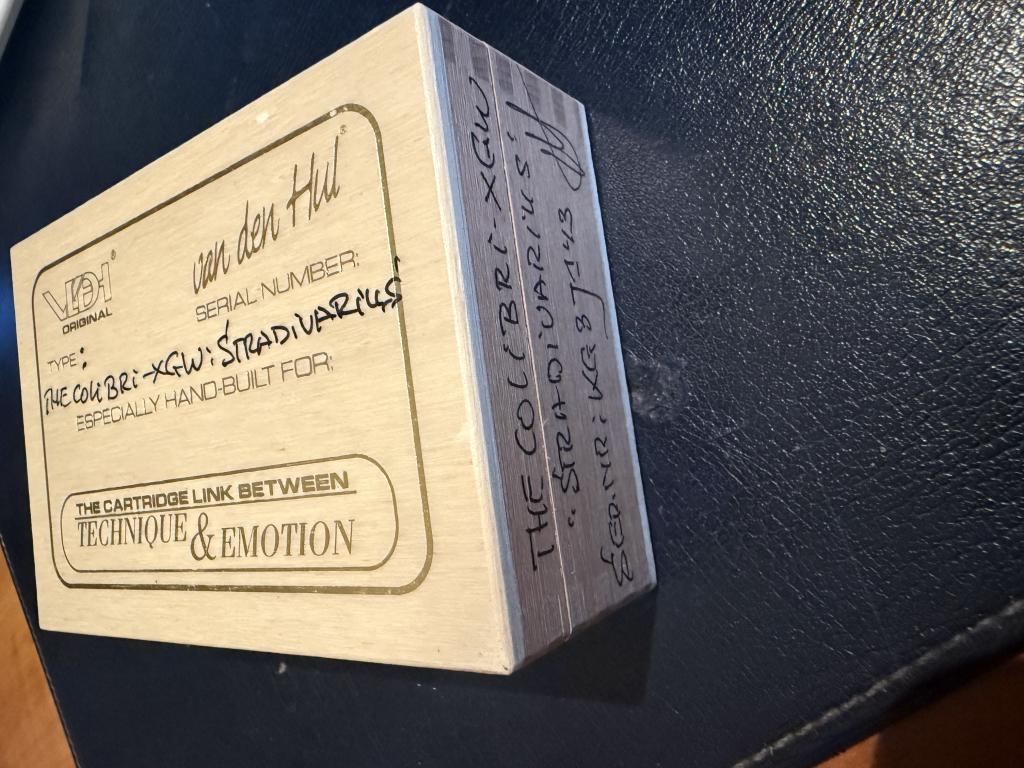 VDH®
ORIGINAL
van den Hul®
SERIAL NUMBER:
TYPE:
THE COLIBRI-XGW: STRADIVARIUS
ESPECIALLY HAND-BUILT FOR:
THE CARTRIDGE LINK BETWEEN
TECHNIQUE & EMOTION
THE COLIBRI-XGW
"STRADIVARIUS"